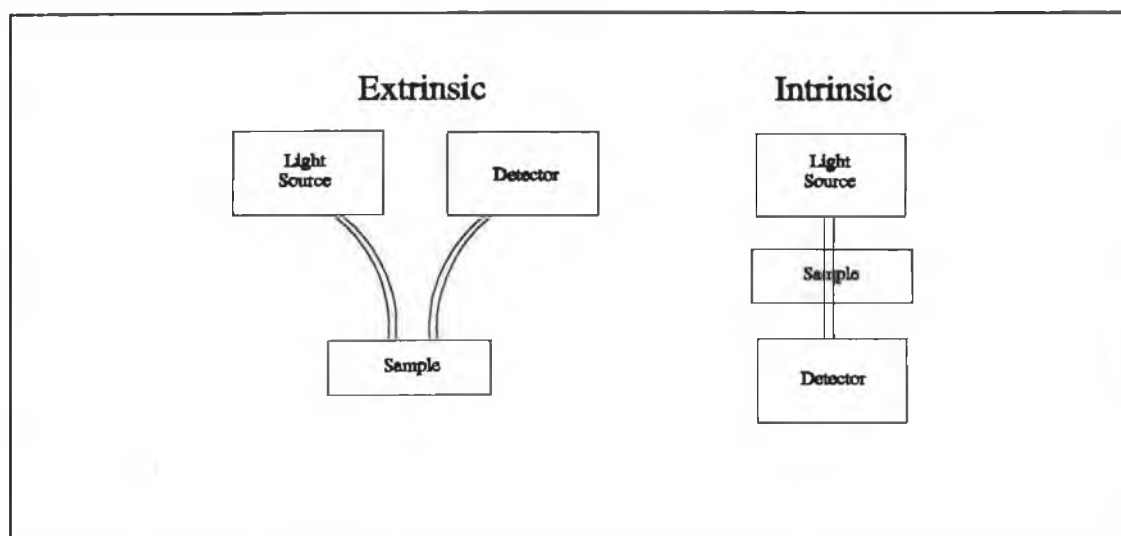 Extrinsic
Light
Source
Detector
Sample
Intrinsic
Light
Source
Sample
Detector